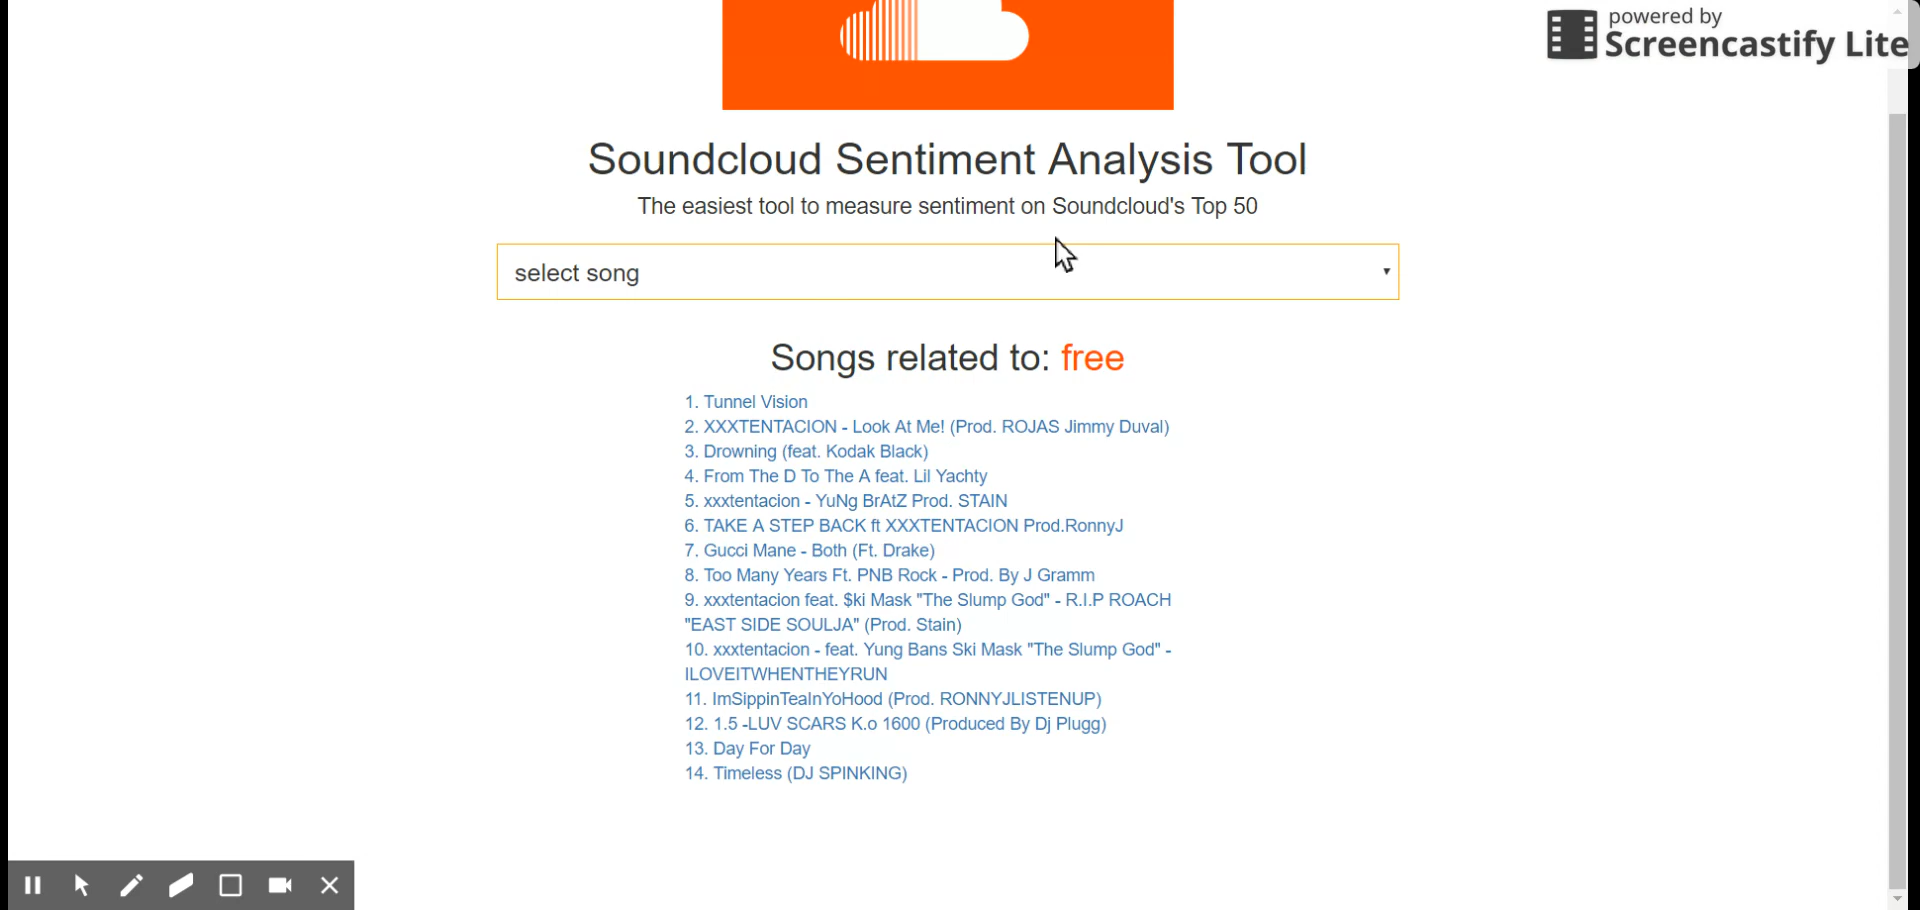 powered by
Screencastify Lite
Soundcloud Sentiment Analysis Tool
The easiest tool to measure sentiment on Soundcloud's Top 50
select song
Songs related to: free
1. Tunnel Vision
2. XXXTENTACION - Look At Me! (Prod. ROJAS Jimmy Duval)
3. Drowning (feat. Kodak Black)
4. From The D To The A feat. Lil Yachty
5. xxxtentacion - YuNg BrAtZ Prod. STAIN
6. TAKE A STEP BACK ft XXXTENTACION Prod.RonnyJ
7. Gucci Mane - Both (Ft. Drake)
8. Too Many Years Ft. PNB Rock - Prod. By J Gramm
9. xxxtentacion feat. $ki Mask "The Slump God" - R.I.P ROACH
"EAST SIDE SOULJA" (Prod. Stain)
10. xxxtentacion - feat. Yung Bans Ski Mask "The Slump God" -
ILOVEITWHENTHEYRUN
11. ImSippinTeaInYoHood (Prod. RONNYJLISTENUP)
12. 1.5 -LUV SCARS K.o 1600 (Produced By Dj Plugg)
13. Day For Day
14. Timeless (DJ SPINKING)